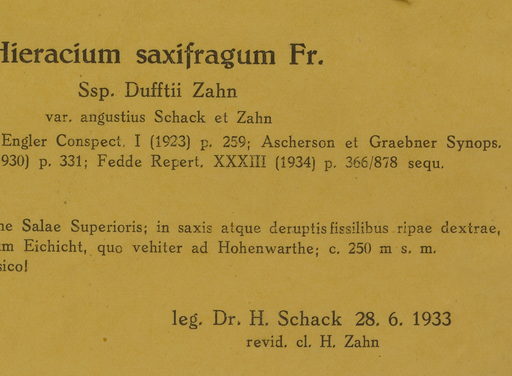 Hieracium saxifragum Fr.
Ssp. Dufftii Zahn
var. angustius Schack et Zahn
Engler Conspect. I (1923) p. 259; Ascherson et Graebner Synops.
930) p. 331; Fedde Repert. XXXIII (1934) p. 366/878 sequ.
ne Salae Superioris; in saxis atque deruptis fissilibus ripae dextrae,
um Eichicht, quo vehiter ad Hohenwarthe; c. 250 m s. m.
sico!
leg. Dr. H. Schack 28. 6. 1933
revid. cl. H. Zahn